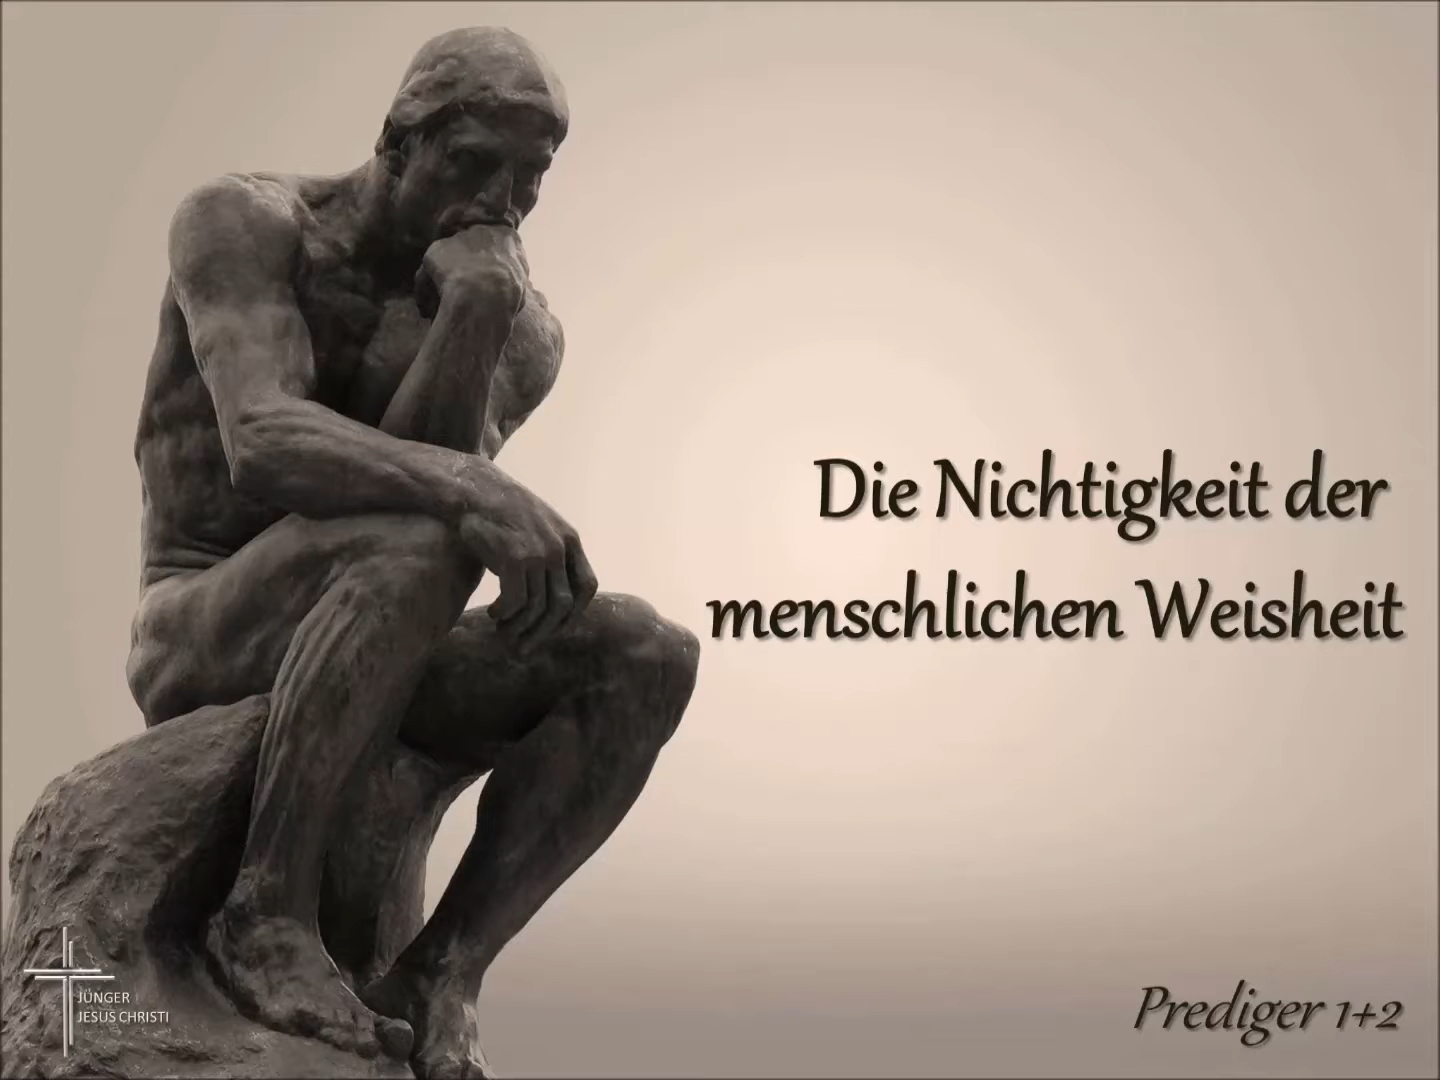 Die Nichtigkeit der
menschlichen Weisheit
JÜNGER
JESUS CHRISTI
Prediger 1+2